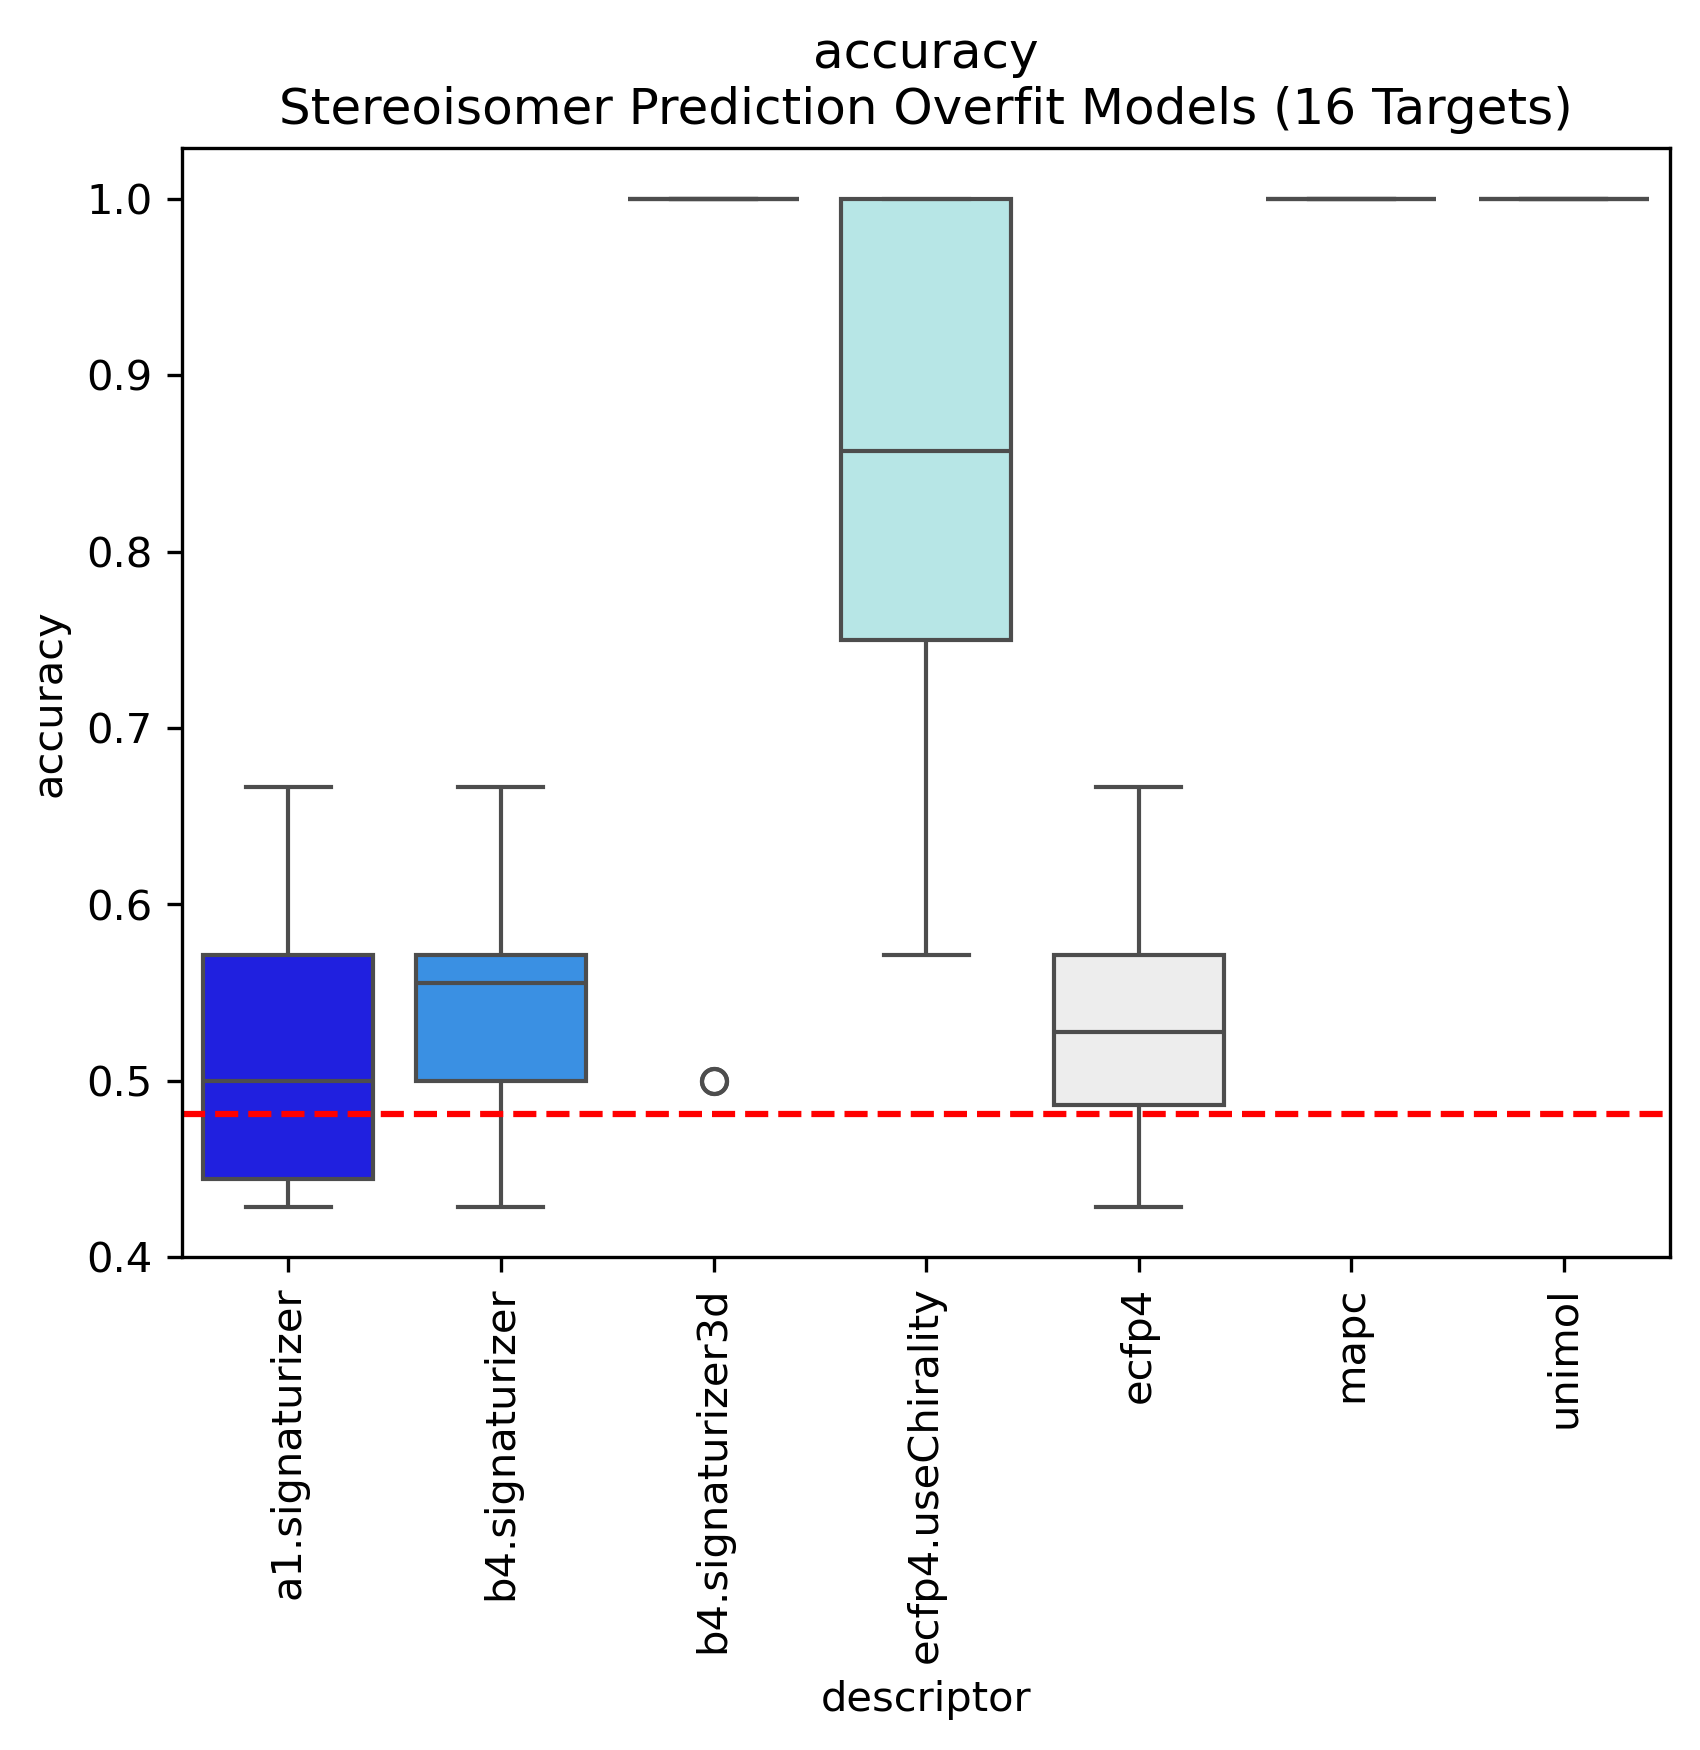 accuracy
Stereoisomer Prediction Overfit Models (16 Targets)
1.0
0.9
0.8
0.7
0.6
0.5
0.4
accuracy
a1.signaturizer
b4.signaturizer
b4.signaturizer3d
ecfp4.useChirality
ecfp4
mapc
unimol
descriptor